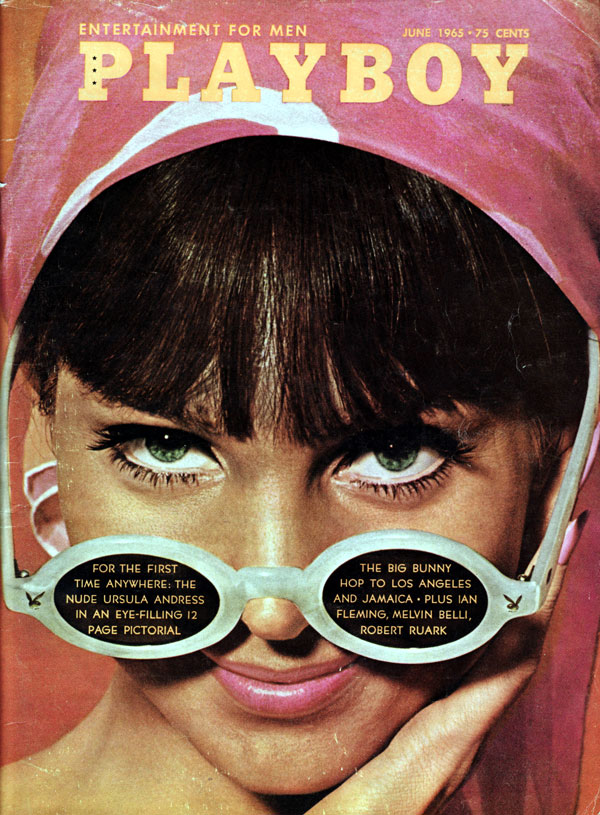 ENTERTAINMENT FOR MEN
JUNE 1965 • 75 CENTS
PLAYBOY
FOR THE FIRST
TIME ANYWHERE: THE
NUDE URSULA ANDRESS
IN AN EYE-FILLING 12
PAGE PICTORIAL
THE BIG BUNNY
HOP TO LOS ANGELES
AND JAMAICA • PLUS IAN
FLEMING, MELVIN BELLI,
ROBERT RUARK